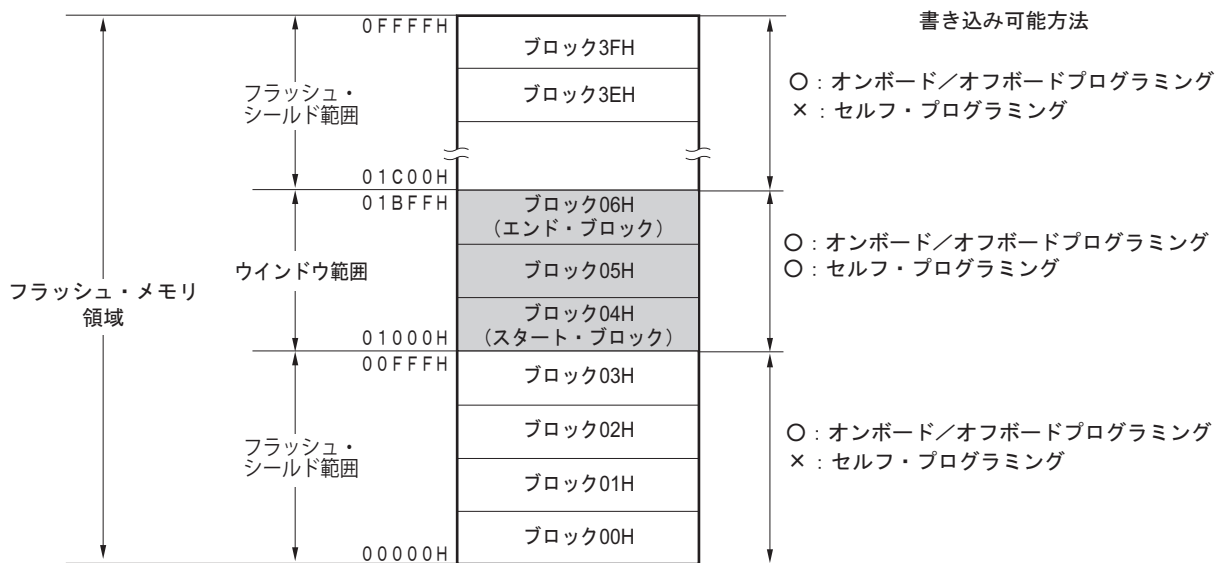 書き込み可能方法
0FFFFH
ブロック3FH
ブロック3EH
フラッシュ・
シールド範囲
○：オンボード／オフボードプログラミング
×：セルフ・プログラミング
01C00H
01BFFH
ブロック06H
（エンド・ブロック）
ブロック05H
ブロック04H
（スタート・ブロック）
ウインドウ範囲
○：オンボード／オフボードプログラミング
○：セルフ・プログラミング
フラッシュ・メモリ
領域
01000H
00FFFH
ブロック03H
ブロック02H
ブロック01H
ブロック00H
フラッシュ・
シールド範囲
○：オンボード／オフボードプログラミング
×：セルフ・プログラミング
00000H